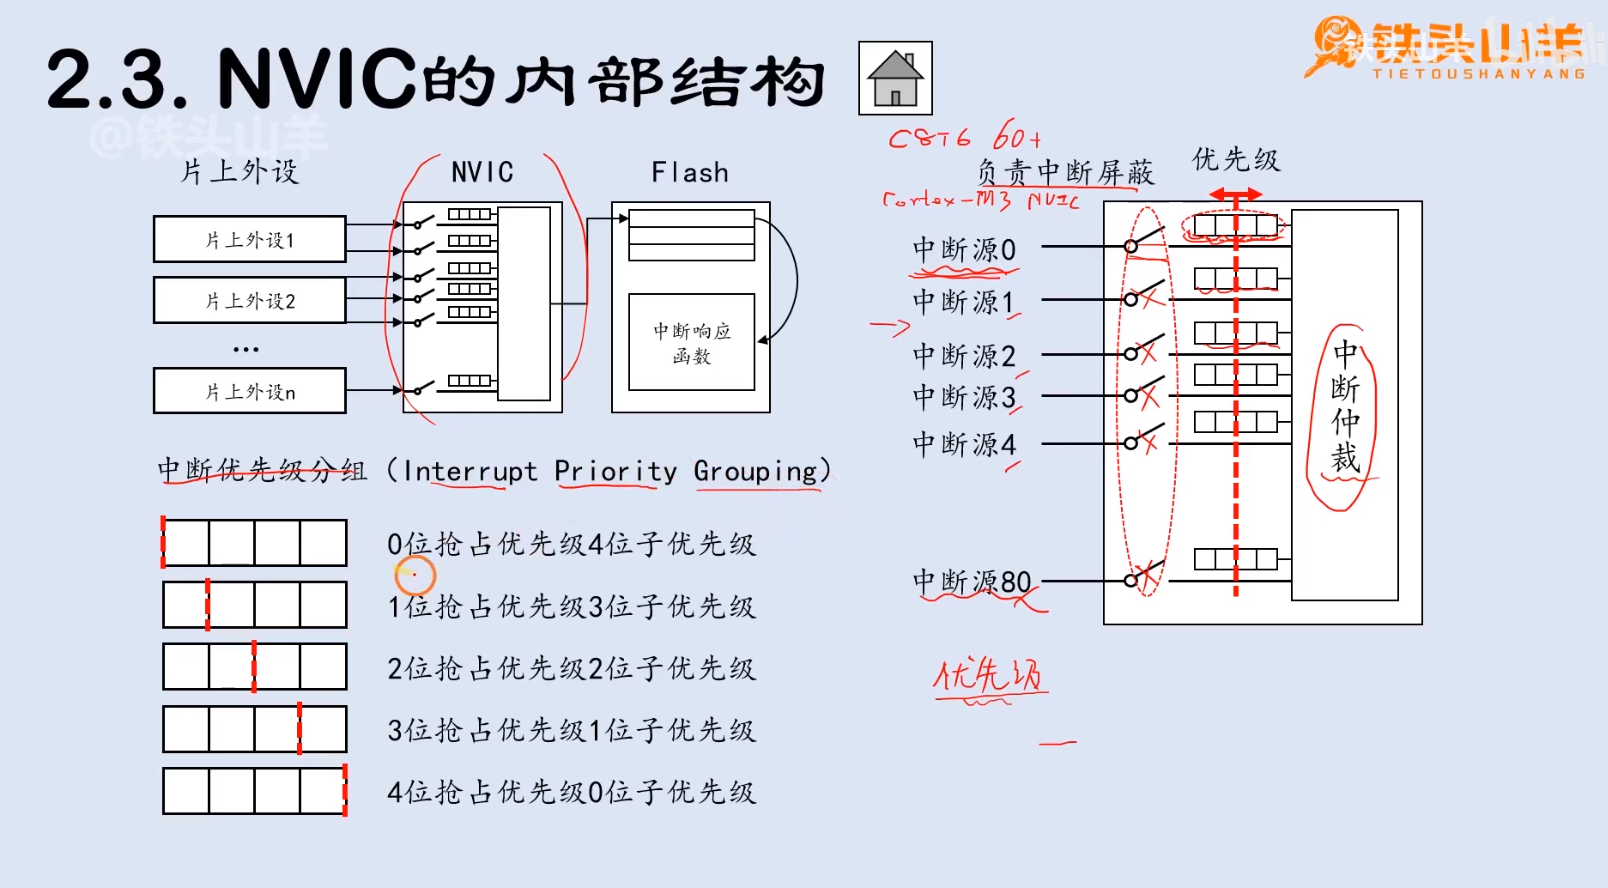 2.3. NVIC的内部结构
铁头山羊
TIETOUSHANYANG
@铁头山羊
片上外设
NVIC
Flash
片上外设1
片上外设2
...
片上外设n
中断响应
函数
C8T6 60+
负责中断屏蔽
优先级
Cortex-M3 NVIC
中断源0
中断源1
中断源2
中断源3
中断源4
中断源80
中断仲裁
优先级
中断优先级分组（Interrupt Priority Grouping）
0位抢占优先级4位子优先级
1位抢占优先级3位子优先级
2位抢占优先级2位子优先级
3位抢占优先级1位子优先级
4位抢占优先级0位子优先级